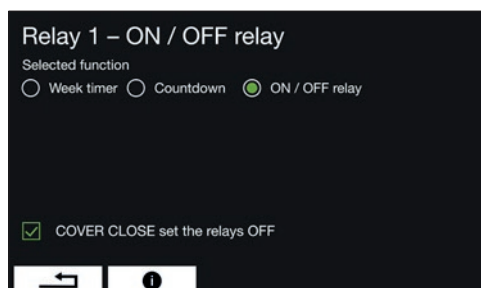 Relay 1 – ON / OFF relay
Selected function
Week timer Countdown ON / OFF relay
COVER CLOSE set the relays OFF